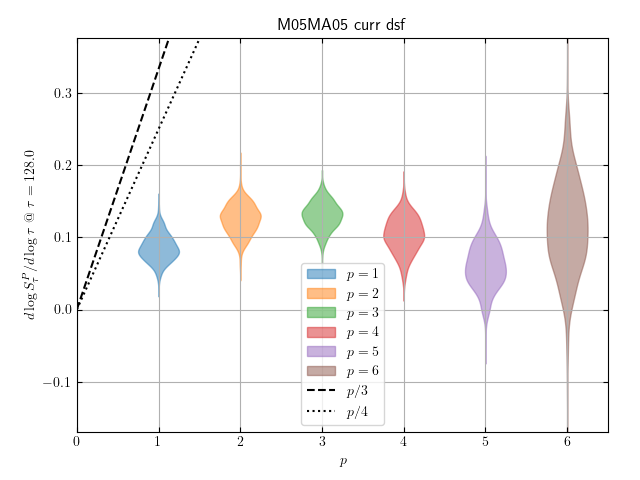 M05MA05 curr dsf
d log S_τ^P / d log τ @ τ = 128.0
0.3
0.2
0.1
0.0
−0.1
p = 1
p = 2
p = 3
p = 4
p = 5
p = 6
p/3
p/4
0 1 2 3 4 5 6
p